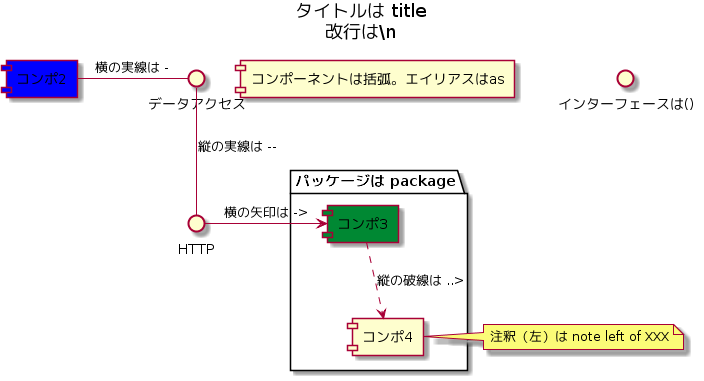 タイトルは title
改行は\n
コンポ2
横の実線は -
データアクセス
コンポーネントは括弧。エイリアスはas
インターフェースは()
縦の実線は --
パッケージは package
横の矢印は ->
コンポ3
HTTP
縦の破線は ..>
コンポ4
注釈（左）は note left of XXX